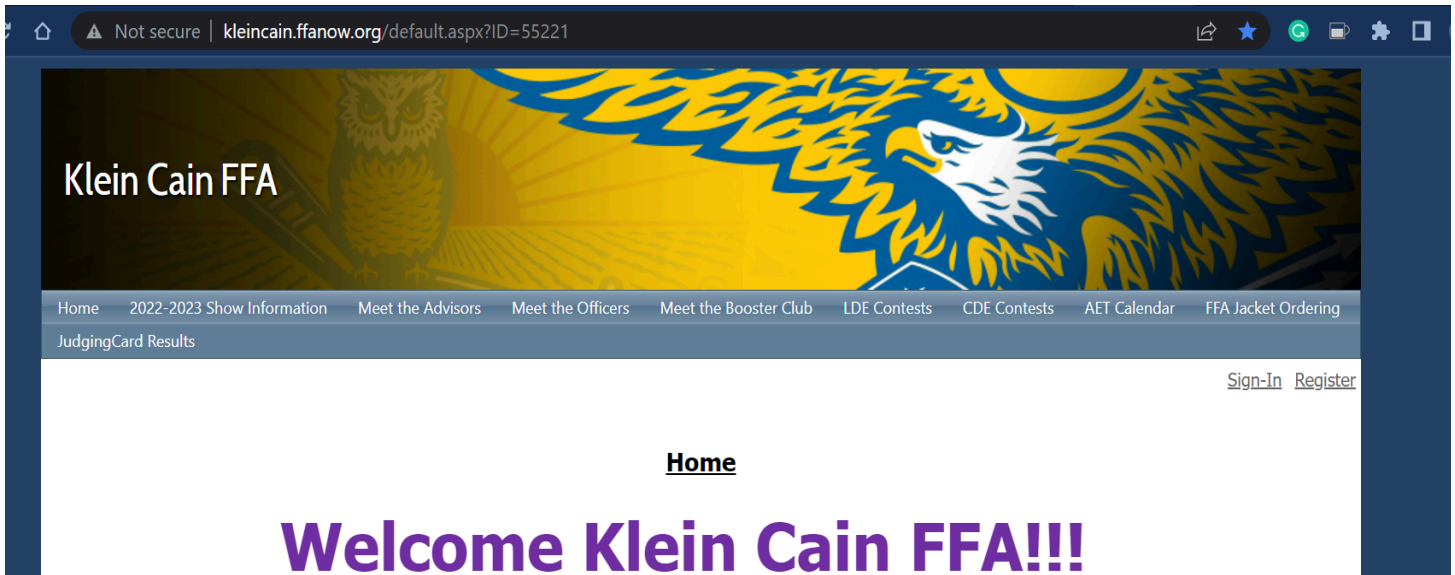 Not secure | kleincain.ffanow.org/default.aspx?ID=55221
Klein Cain FFA
Home 2022-2023 Show Information Meet the Advisors Meet the Officers Meet the Booster Club LDE Contests CDE Contests AET Calendar FFA Jacket Ordering
JudgingCard Results
Sign-In Register
Home
Welcome Klein Cain FFA!!!